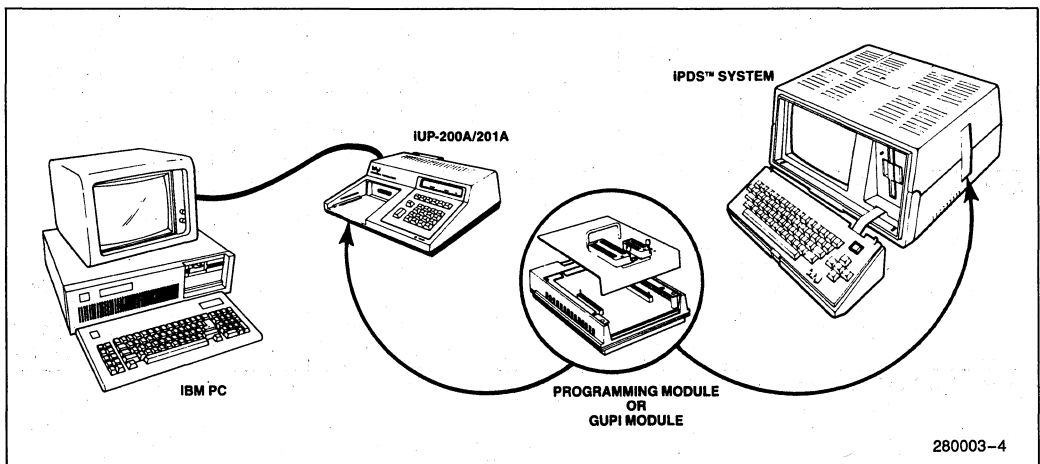 iPDS™ SYSTEM
iUP-200A/201A
IBM PC
PROGRAMMING MODULE
OR
GUPI MODULE
280003-4